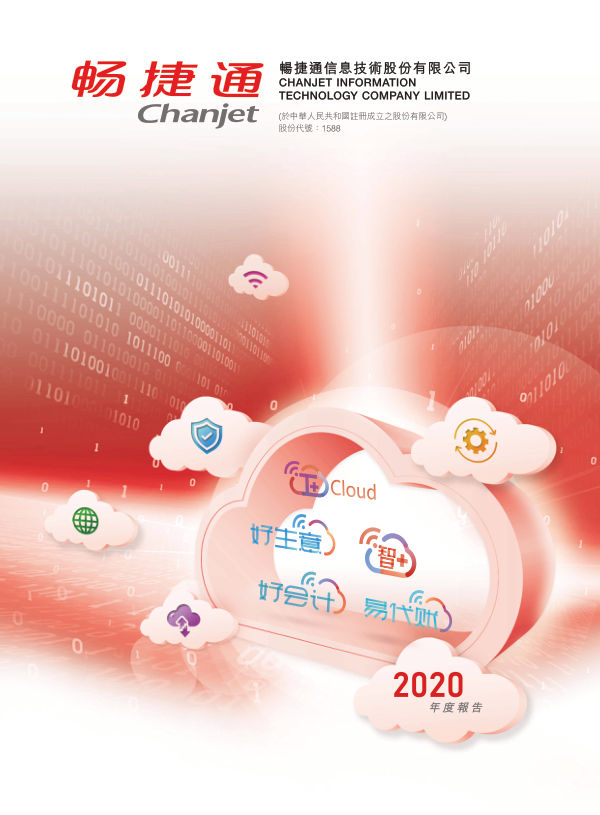 畅捷通
Chanjet
暢捷通信息技術股份有限公司
CHANJET INFORMATION
TECHNOLOGY COMPANY LIMITED
(於中華人民共和國註冊成立之股份有限公司)
股份代號：1588
T+ Cloud
好生意
智+
好会计
易代账
2020
年度報告